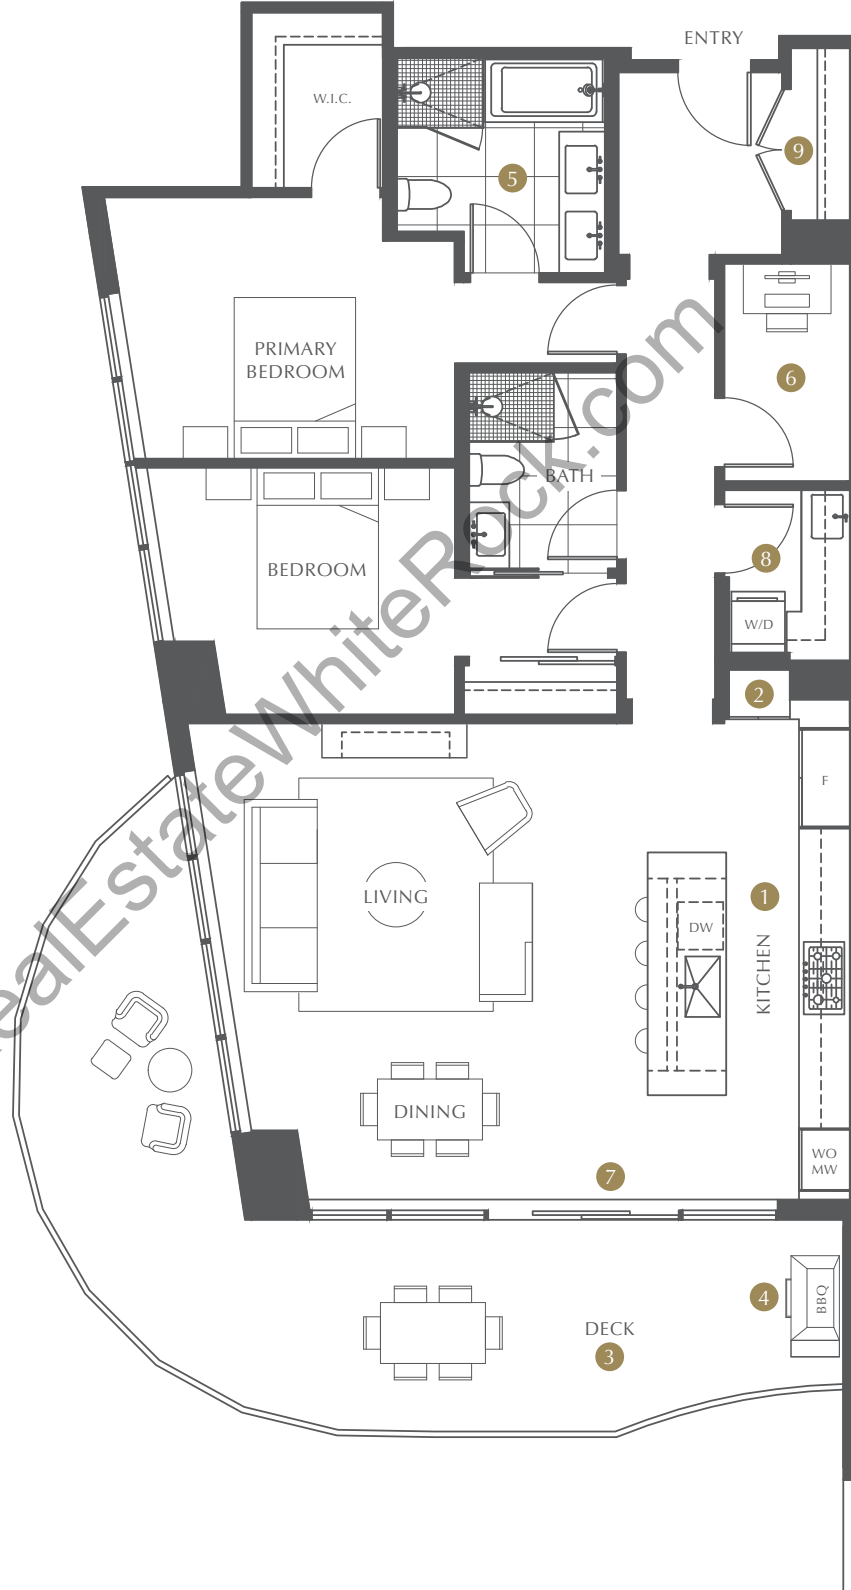 ENTRY
W.I.C.
9
5
PRIMARY
BEDROOM
6
BATH
BEDROOM
8
W/D
2
F
LIVING
1
DW
KITCHEN
DINING
WO
MW
7
4
BBQ
DECK
3
ealEstateWhiteRock.com